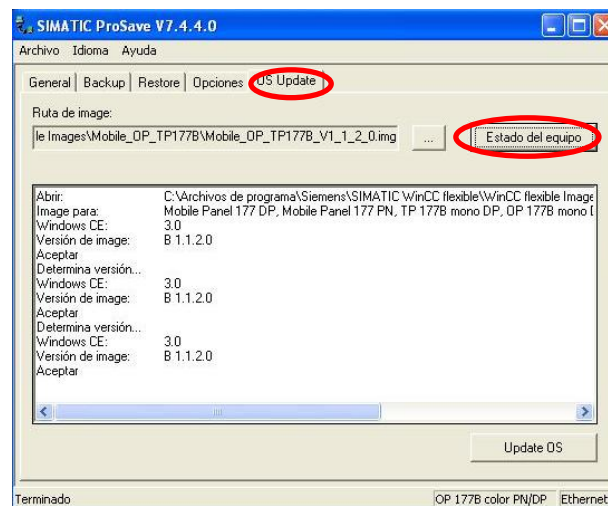 SIMATIC ProSave V7.4.4.0
Archivo Idioma Ayuda
General Backup Restore Opciones OS Update
Ruta de image:
le Images\Mobile_OP_TP177B\Mobile_OP_TP177B_V1_1_2_0.img ... Estado del equipo
Abrir: C:\Archivos de programa\Siemens\SIMATIC WinCC flexible\WinCC flexible Image
Image para: Mobile Panel 177 DP, Mobile Panel 177 PN, TP 177B mono DP, OP 177B mono
Windows CE: 3.0
Versión de image: B 1.1.2.0
Aceptar
Determina versión...
Windows CE: 3.0
Versión de image: B 1.1.2.0
Aceptar
Determina versión...
Windows CE: 3.0
Versión de image: B 1.1.2.0
Aceptar
Update OS
Terminado OP 177B color PN/DP Ethernet